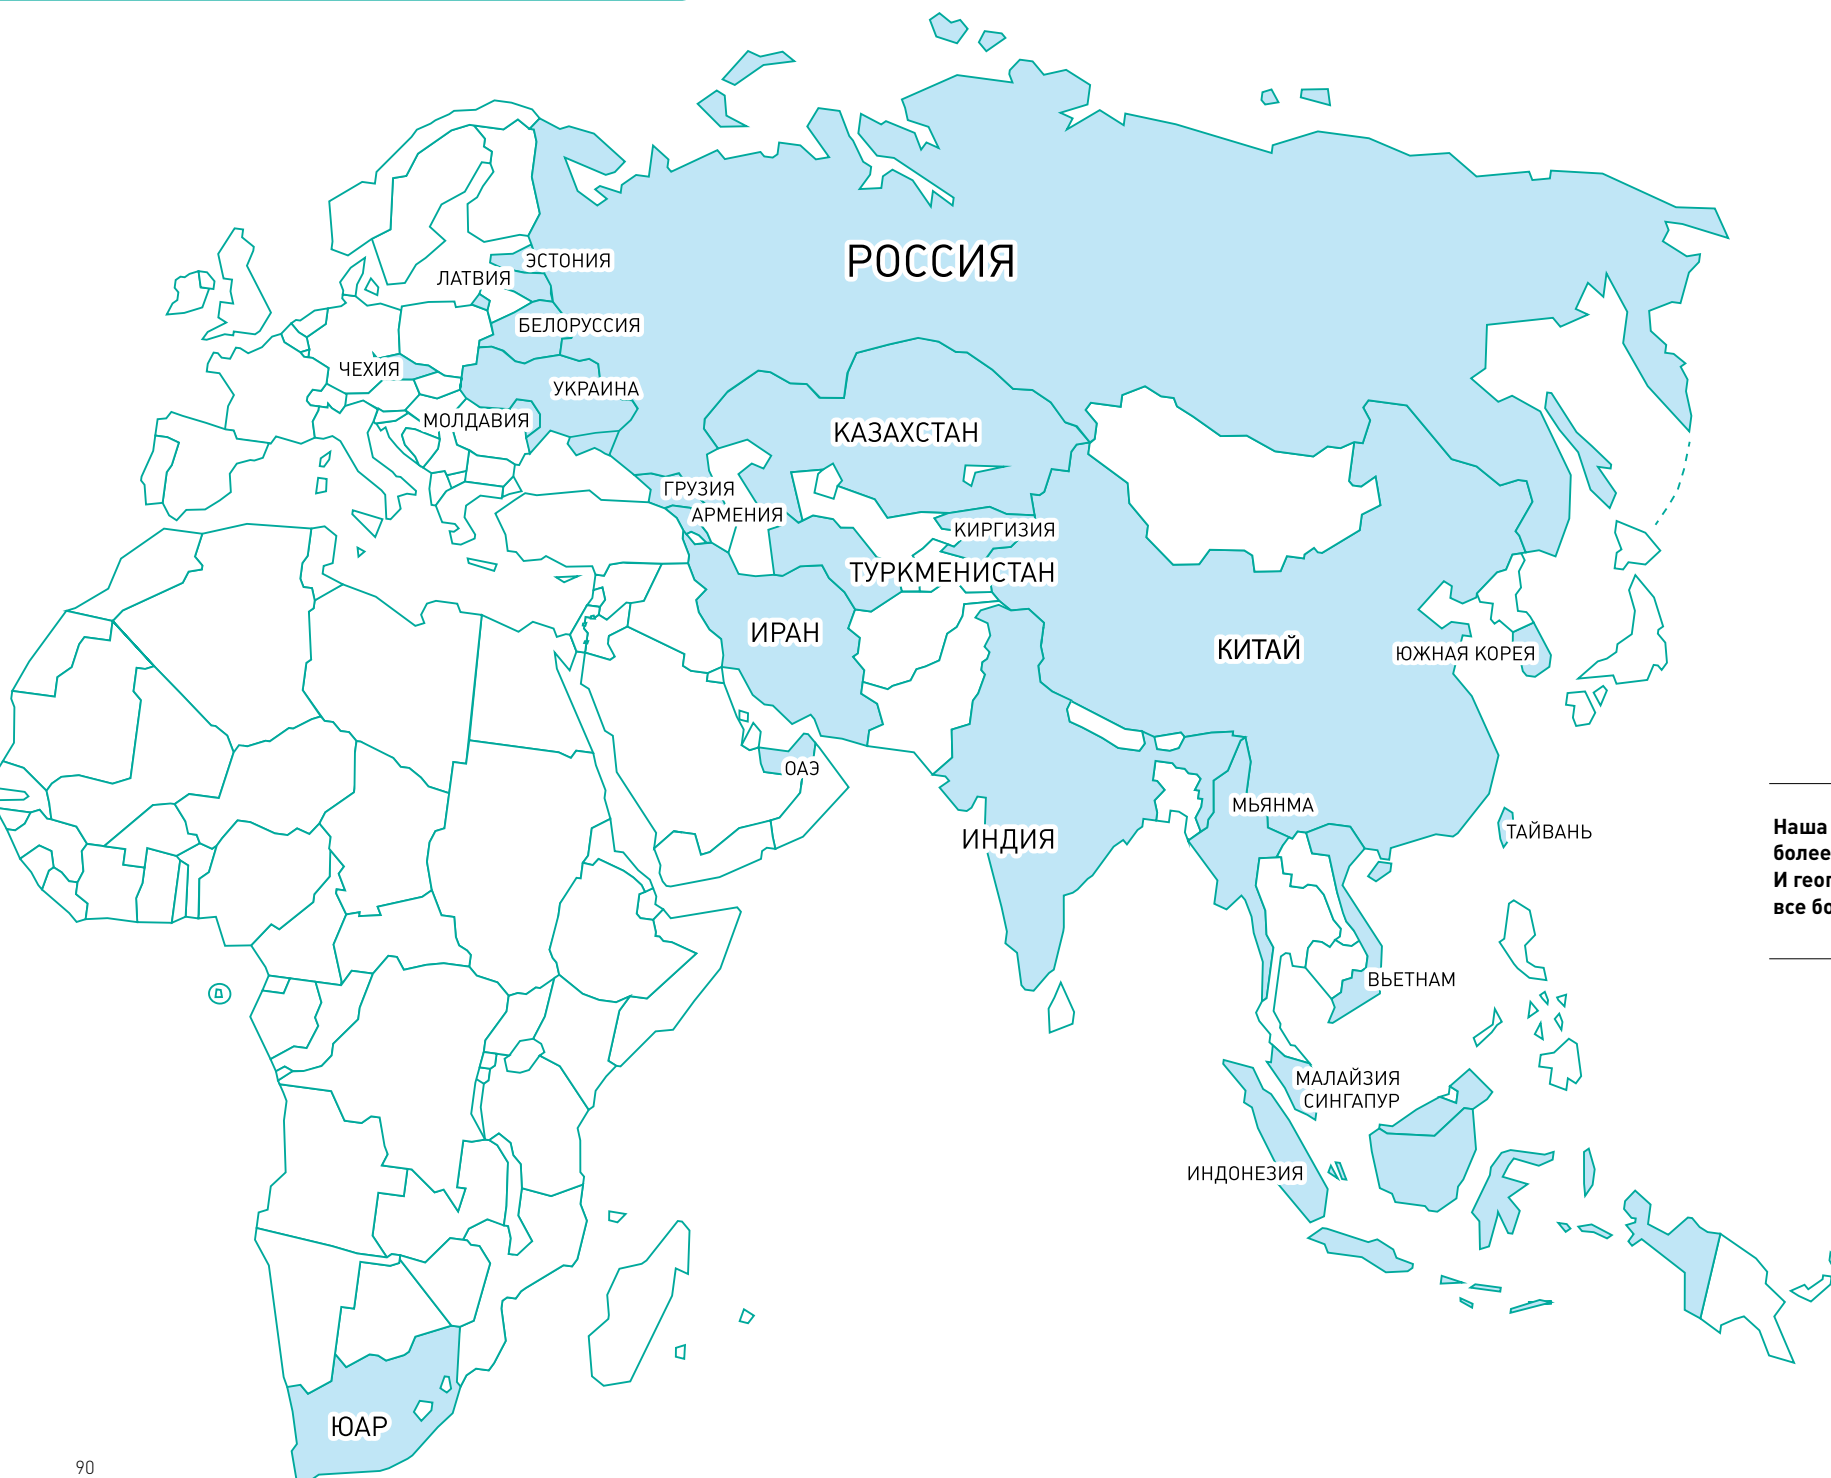 РОССИЯ
ЭСТОНИЯ
ЛАТВИЯ
БЕЛОРУССИЯ
ЧЕХИЯ
УКРАИНА
МОЛДАВИЯ
КАЗАХСТАН
ГРУЗИЯ
АРМЕНИЯ
КИРГИЗИЯ
ТУРКМЕНИСТАН
ИРАН
КИТАЙ
ЮЖНАЯ КОРЕЯ
ОАЭ
МЬЯНМА
ИНДИЯ
ТАЙВАНЬ
Наша
более
И геог
все бо
ВЬЕТНАМ
МАЛАЙЗИЯ
СИНГАПУР
ИНДОНЕЗИЯ
ЮАР
90